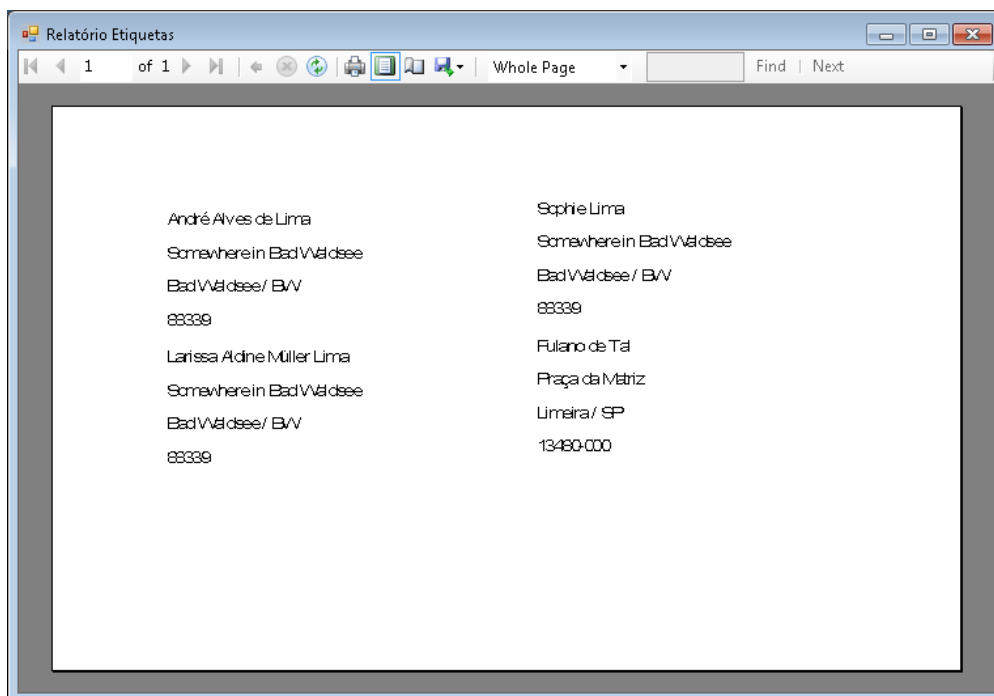 Relatório Etiquetas
1 of 1 Whole Page Find | Next
André Alves de Lima
Somewhere in Bad Waldsee
Bad Waldsee / BW
88339
Larissa Aldine Müller Lima
Somewhere in Bad Waldsee
Bad Waldsee / BW
88339
Sophie Lima
Somewhere in Bad Waldsee
Bad Waldsee / BW
88339
Fulano de Tal
Praça da Matriz
Limeira / SP
13480-000